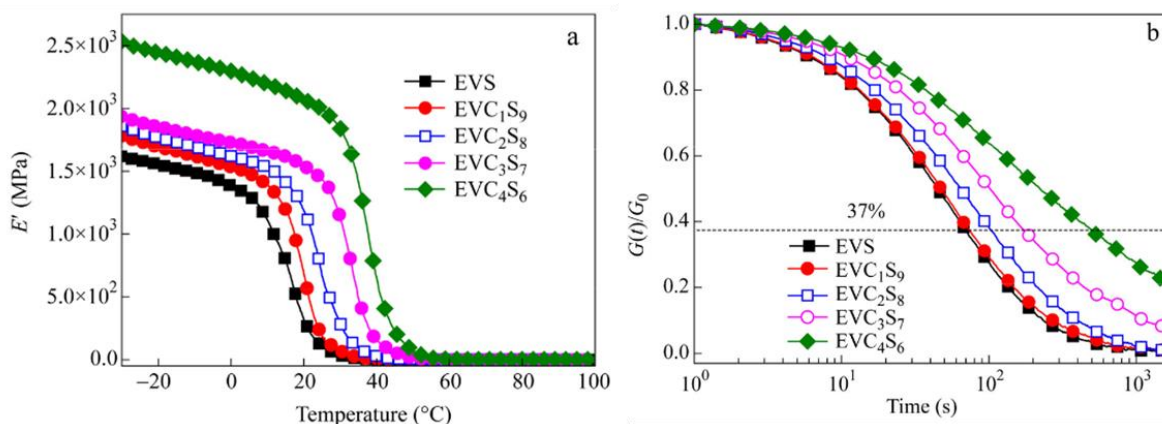 a
2.5×10³
2.0×10³
1.5×10³
1.0×10³
5.0×10²
0.0
E′ (MPa)
EVS
EVC₁S₉
EVC₂S₈
EVC₃S₇
EVC₄S₆
−20
0
20
40
60
80
100
Temperature (°C)
b
1.0
0.8
0.6
0.4
0.2
0.0
G(t)/G₀
37%
EVS
EVC₁S₉
EVC₂S₈
EVC₃S₇
EVC₄S₆
10⁰
10¹
10²
10³
Time (s)